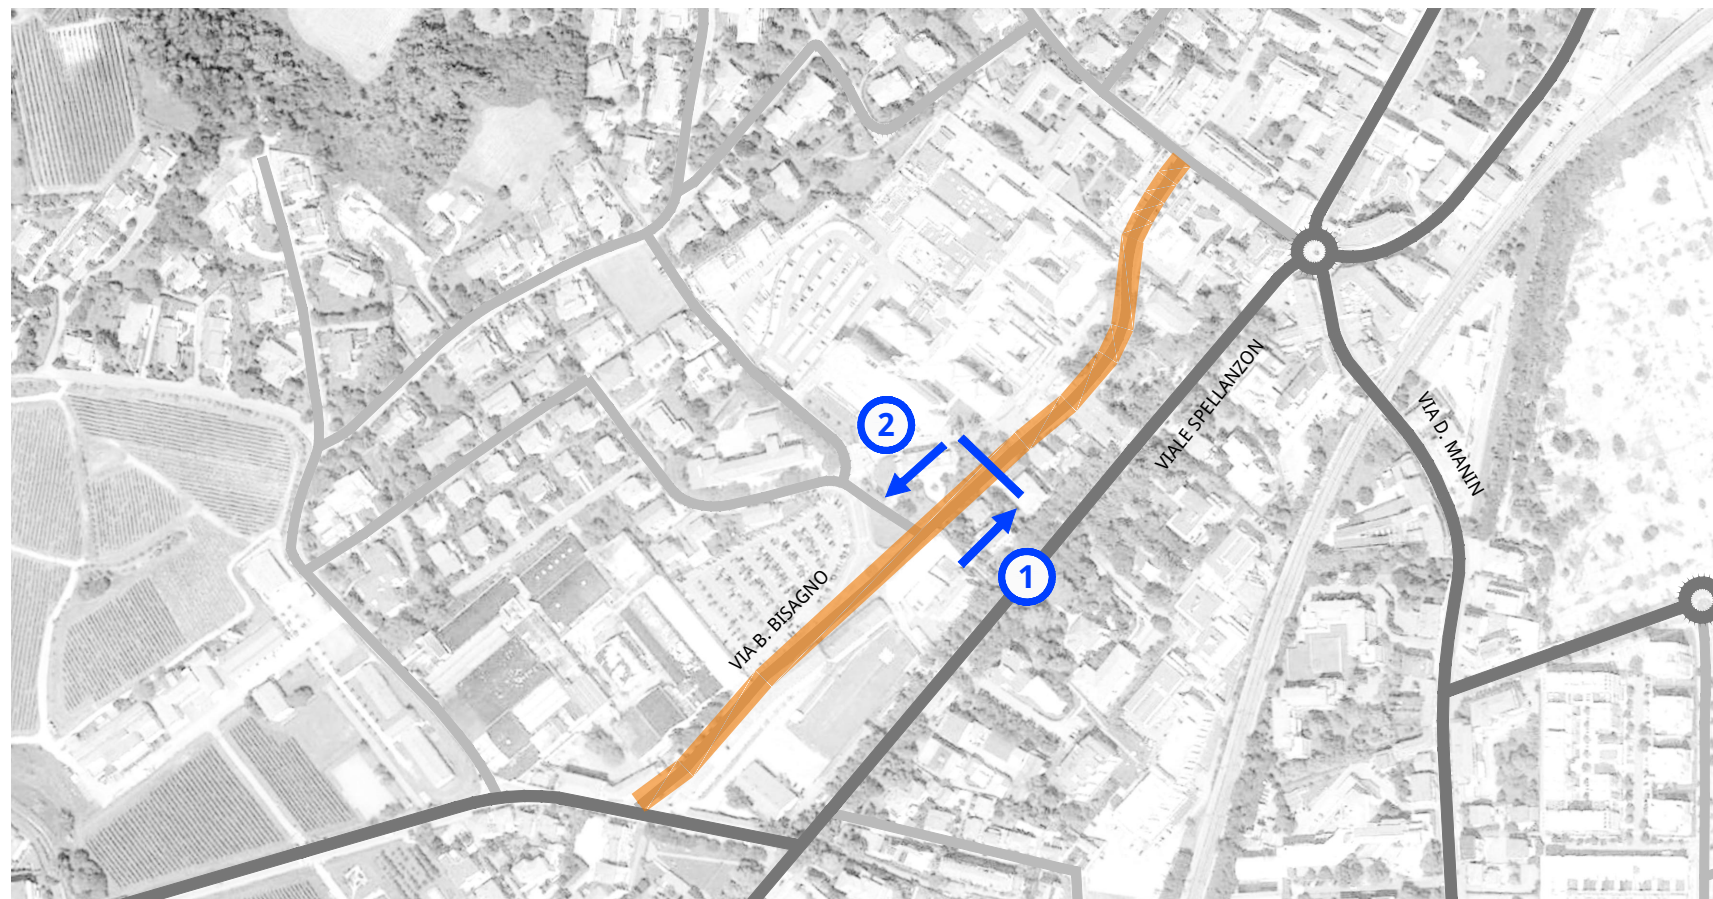 2
VIALE SPELLANZON
VIA D. MANIN
1
VIA B. BISAGNO